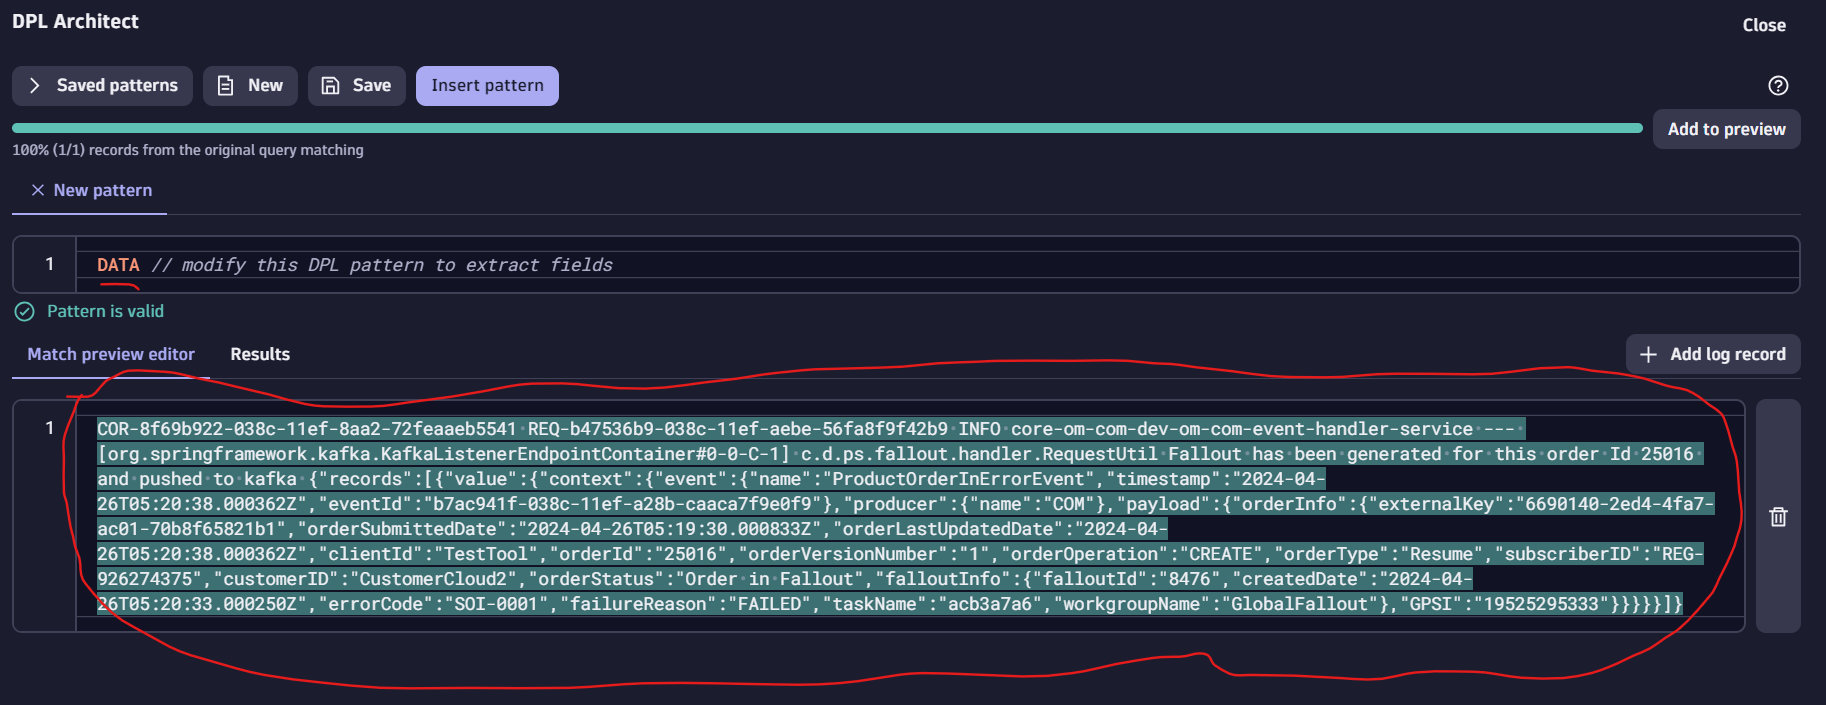 DPL Architect
Close
Saved patterns
New
Save
Insert pattern
Add to preview
100% (1/1) records from the original query matching
New pattern
1
DATA // modify this DPL pattern to extract fields
Pattern is valid
Match preview editor
Results
Add log record
1
COR-8f69b922-038c-11ef-8aa2-72feaaeb5541·REQ-b47536b9-038c-11ef-aebe-56fa8f9f42b9·INFO·core-om-com-dev-om-com-event-handler-service·---·
[org.springframework.kafka.KafkaListenerEndpointContainer#0-0-C-1]·c.d.ps.fallout.handler.RequestUtil·Fallout·has·been·generated·for·this·order·Id·25016·
and·pushed·to·kafka·{"records":[{"value":{"context":{"event":{"name":"ProductOrderInErrorEvent","timestamp":"2024-04-
26T05:20:38.000362Z","eventId":"b7ac941f-038c-11ef-a28b-caaca7f9e0f9"},"producer":{"name":"COM"},"payload":{"orderInfo":{"externalKey":"6690140-2ed4-4fa7-
ac01-70b8f65821b1","orderSubmittedDate":"2024-04-26T05:19:30.000833Z","orderLastUpdatedDate":"2024-04-
26T05:20:38.000362Z","clientId":"TestTool","orderId":"25016","orderVersionNumber":"1","orderOperation":"CREATE","orderType":"Resume","subscriberID":"REG-
926274375","customerID":"CustomerCloud2","orderStatus":"Order·in·Fallout","falloutInfo":{"falloutId":"8476","createdDate":"2024-04-
26T05:20:33.000250Z","errorCode":"SOI-0001","failureReason":"FAILED","taskName":"acb3a7a6","workgroupName":"GlobalFallout"},"GPSI":"19525295333"}}}}}]}